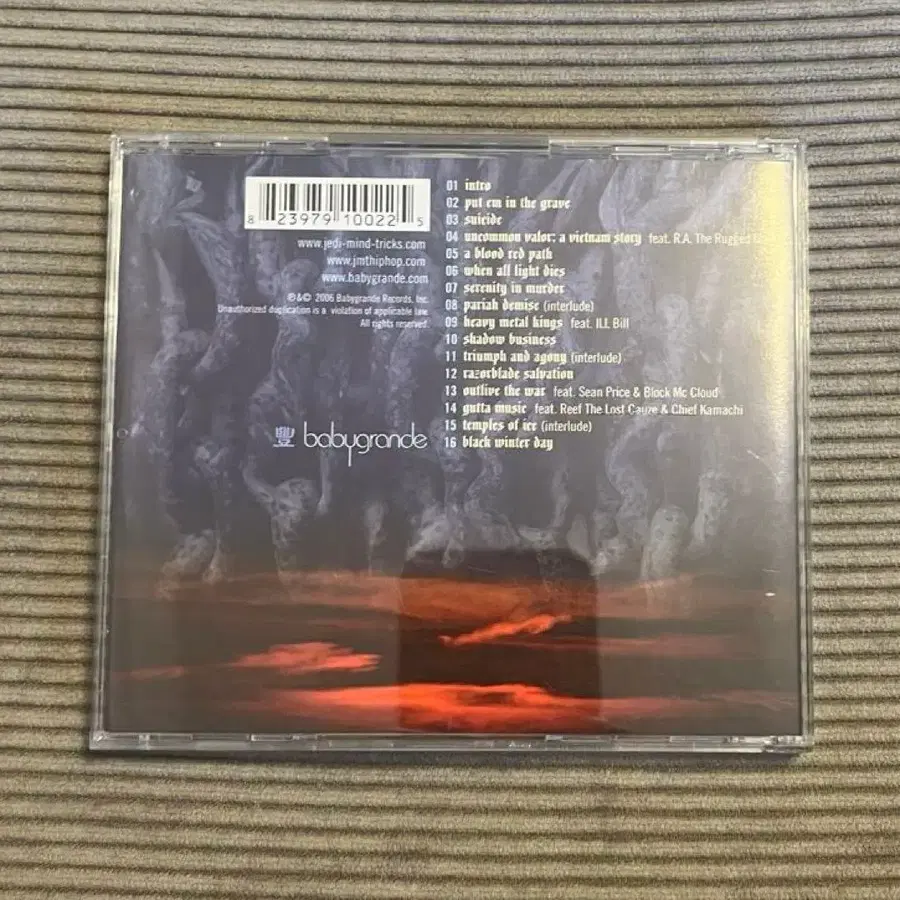 8 23979 10022 5
www.jedi-mind-tricks.com
www.jmthiphop.com
www.babygrande.com
℗&© 2006 Babygrande Records, Inc.
Unauthorized duplication is a violation of applicable law.
All rights reserved.
babygrande
01 intro
02 put em in the grave
03 suicide
04 uncommon valor: a vietnam story feat. R.A. The Rugged
05 a blood red path
06 when all light dies
07 serenity in murder
08 pariah demise (interlude)
09 heavy metal kings feat. ILL Bill
10 shadow business
11 triumph and agony (interlude)
12 razorblade salvation
13 outlive the war feat. Sean Price & Block Mc Cloud
14 gutta music feat. Reef The Lost Cauze & Chief Kamachi
15 temples of ice (interlude)
16 black winter day